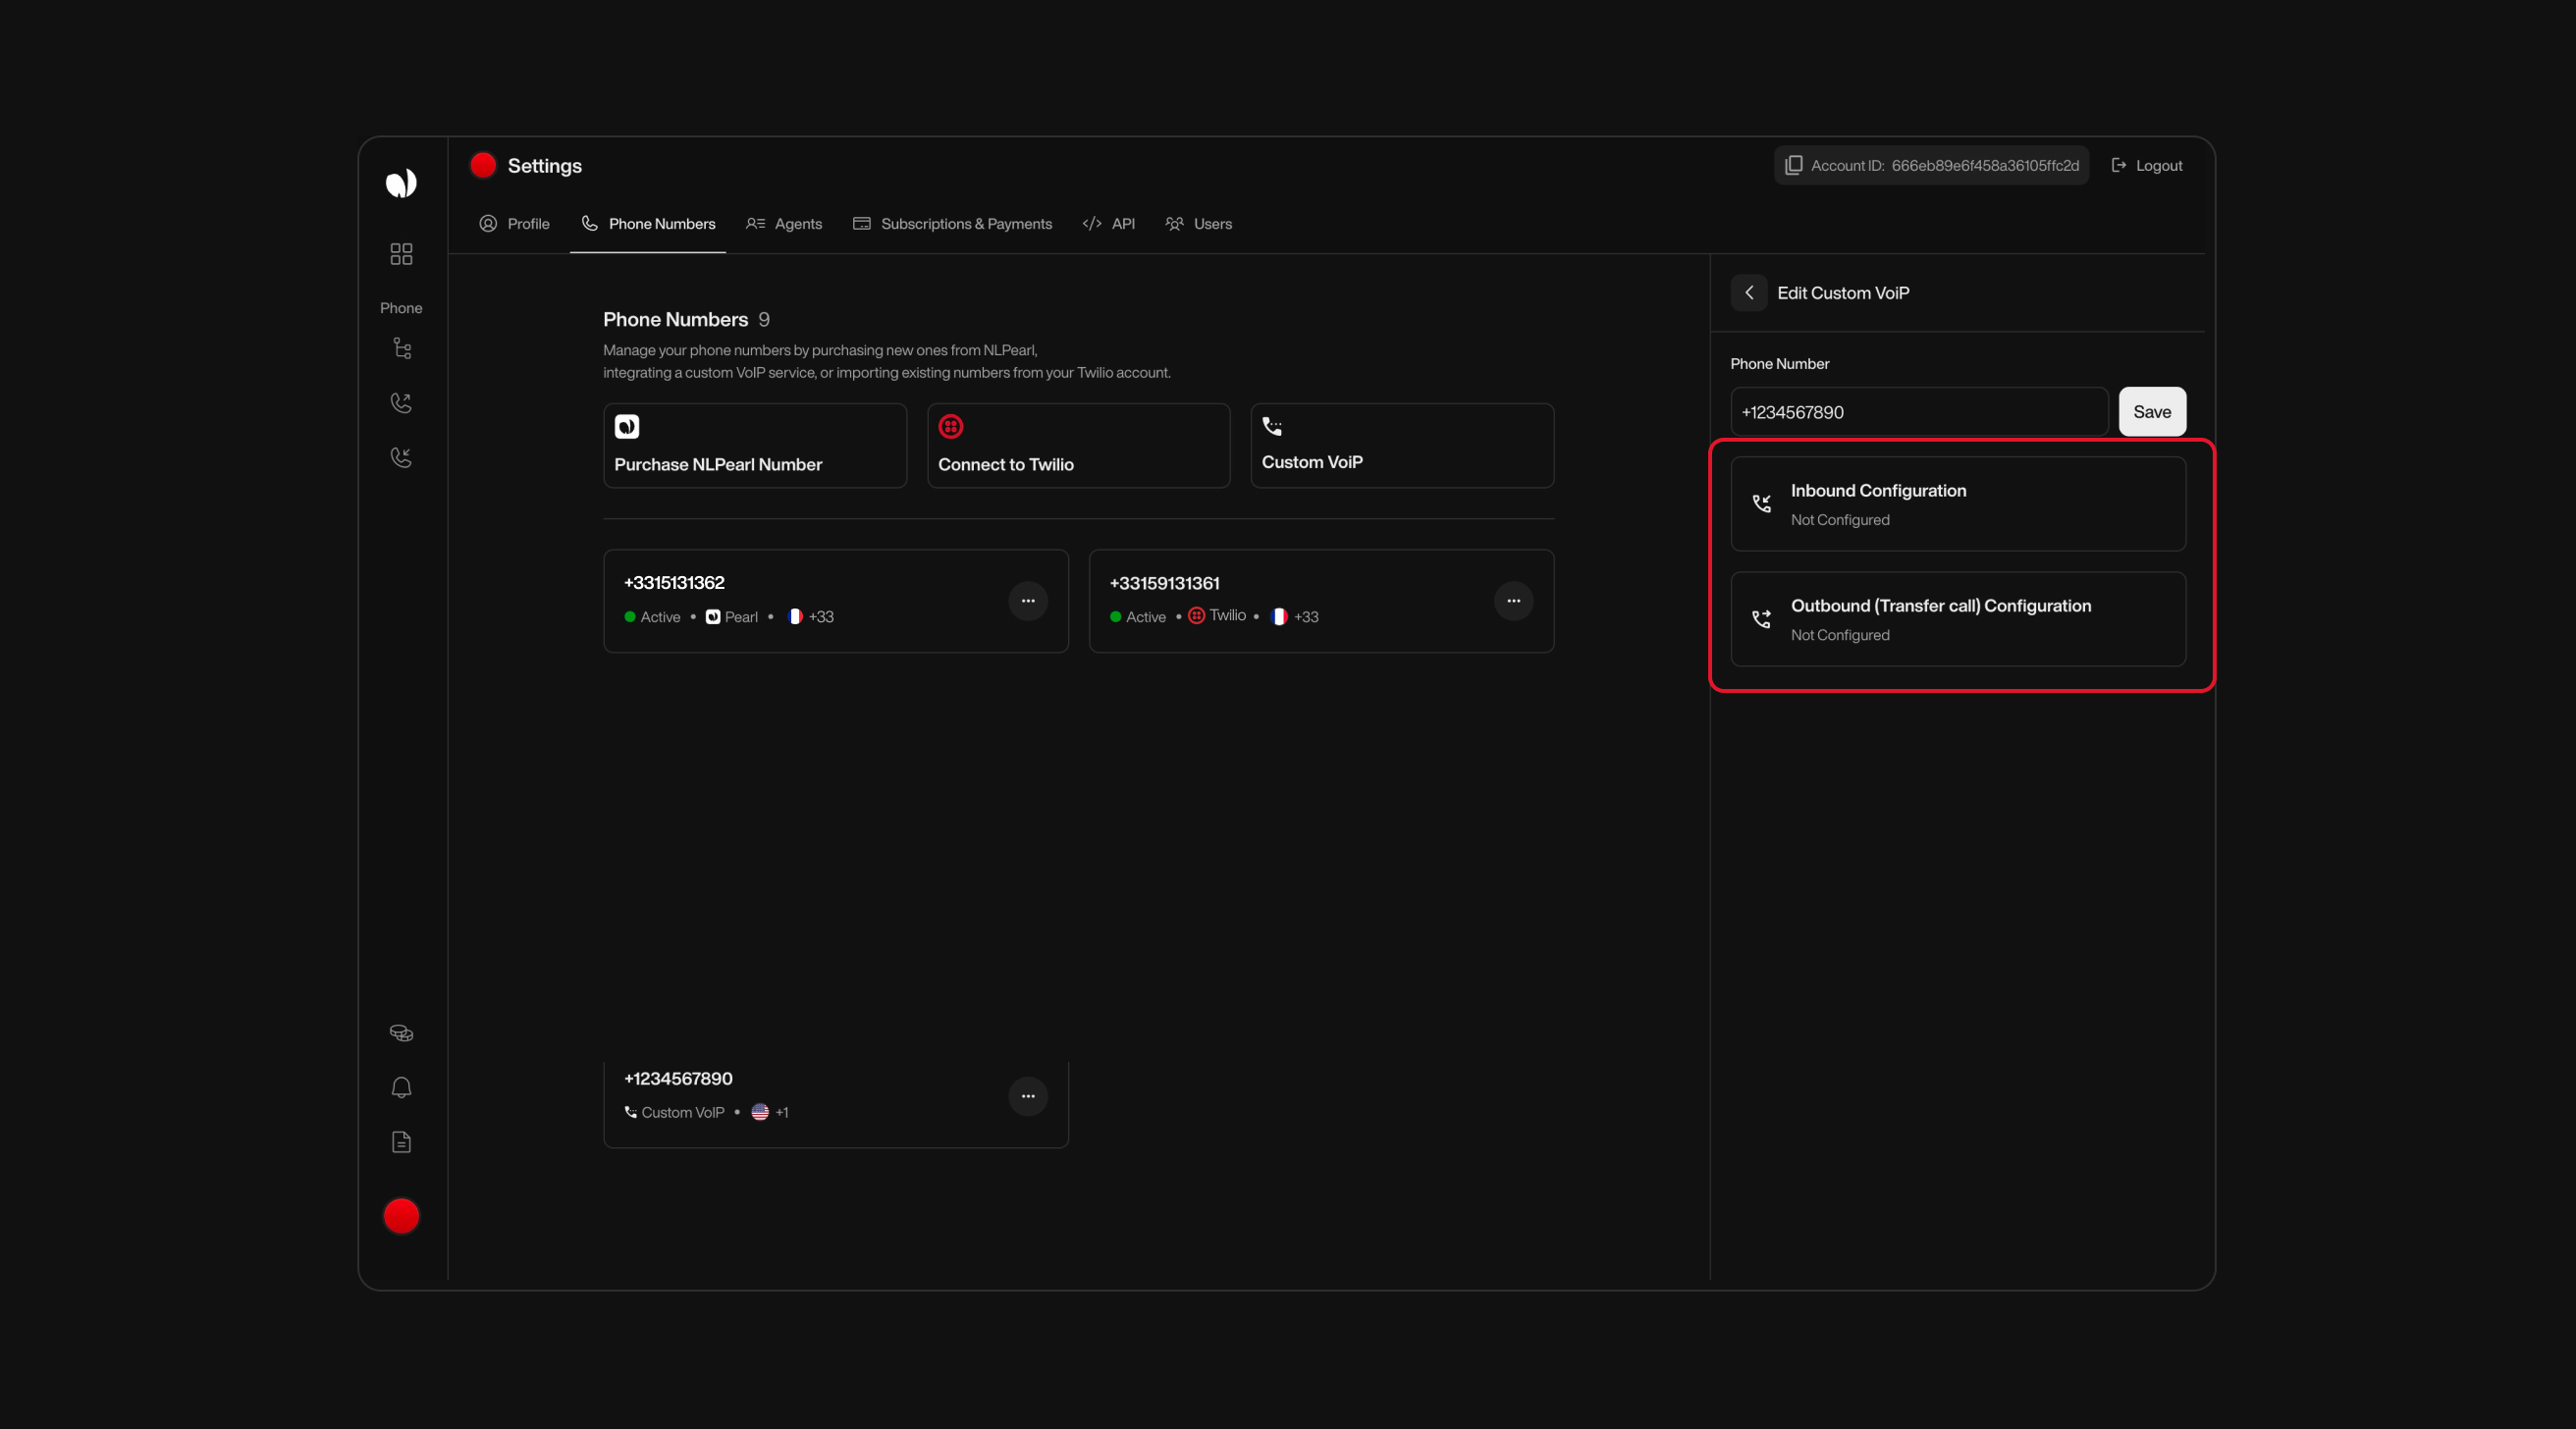 Settings
Account ID: 666eb89e6f458a36105ffc2d
Logout
Profile
Phone Numbers
Agents
Subscriptions & Payments
API
Users
Phone
Phone Numbers 9
Manage your phone numbers by purchasing new ones from NLPearl,
integrating a custom VoIP service, or importing existing numbers from your Twilio account.
Purchase NLPearl Number
Connect to Twilio
Custom VoiP
+3315131362
Active • Pearl • +33
+33159131361
Active • Twilio • +33
+1234567890
Custom VoIP • +1
Edit Custom VoiP
Phone Number
+1234567890
Save
Inbound Configuration
Not Configured
Outbound (Transfer call) Configuration
Not Configured